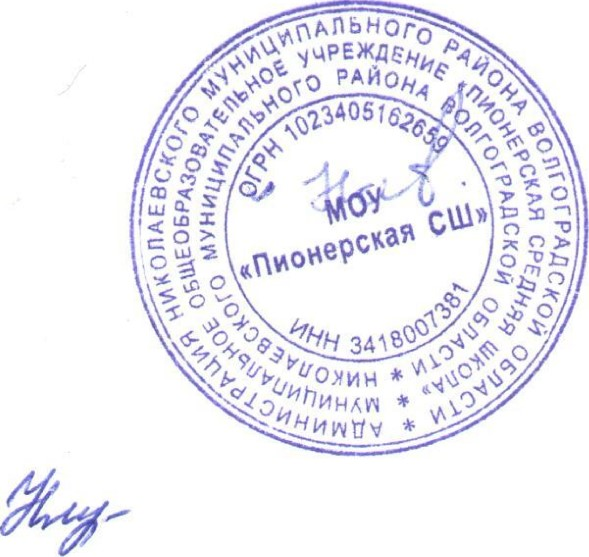 АДМИНИСТРАЦИЯ НИКОЛАЕВСКОГО МУНИЦИПАЛЬНОГО РАЙОНА ВОЛГОГРАДСКОЙ ОБЛАСТИ *
МУНИЦИПАЛЬНОЕ ОБЩЕОБРАЗОВАТЕЛЬНОЕ УЧРЕЖДЕНИЕ «ПИОНЕРСКАЯ СРЕДНЯЯ ШКОЛА» *
НИКОЛАЕВСКОГО МУНИЦИПАЛЬНОГО РАЙОНА ВОЛГОГРАДСКОЙ ОБЛАСТИ *
ОГРН 1023405162659
МОУ
«Пионерская СШ»
ИНН 3418007381